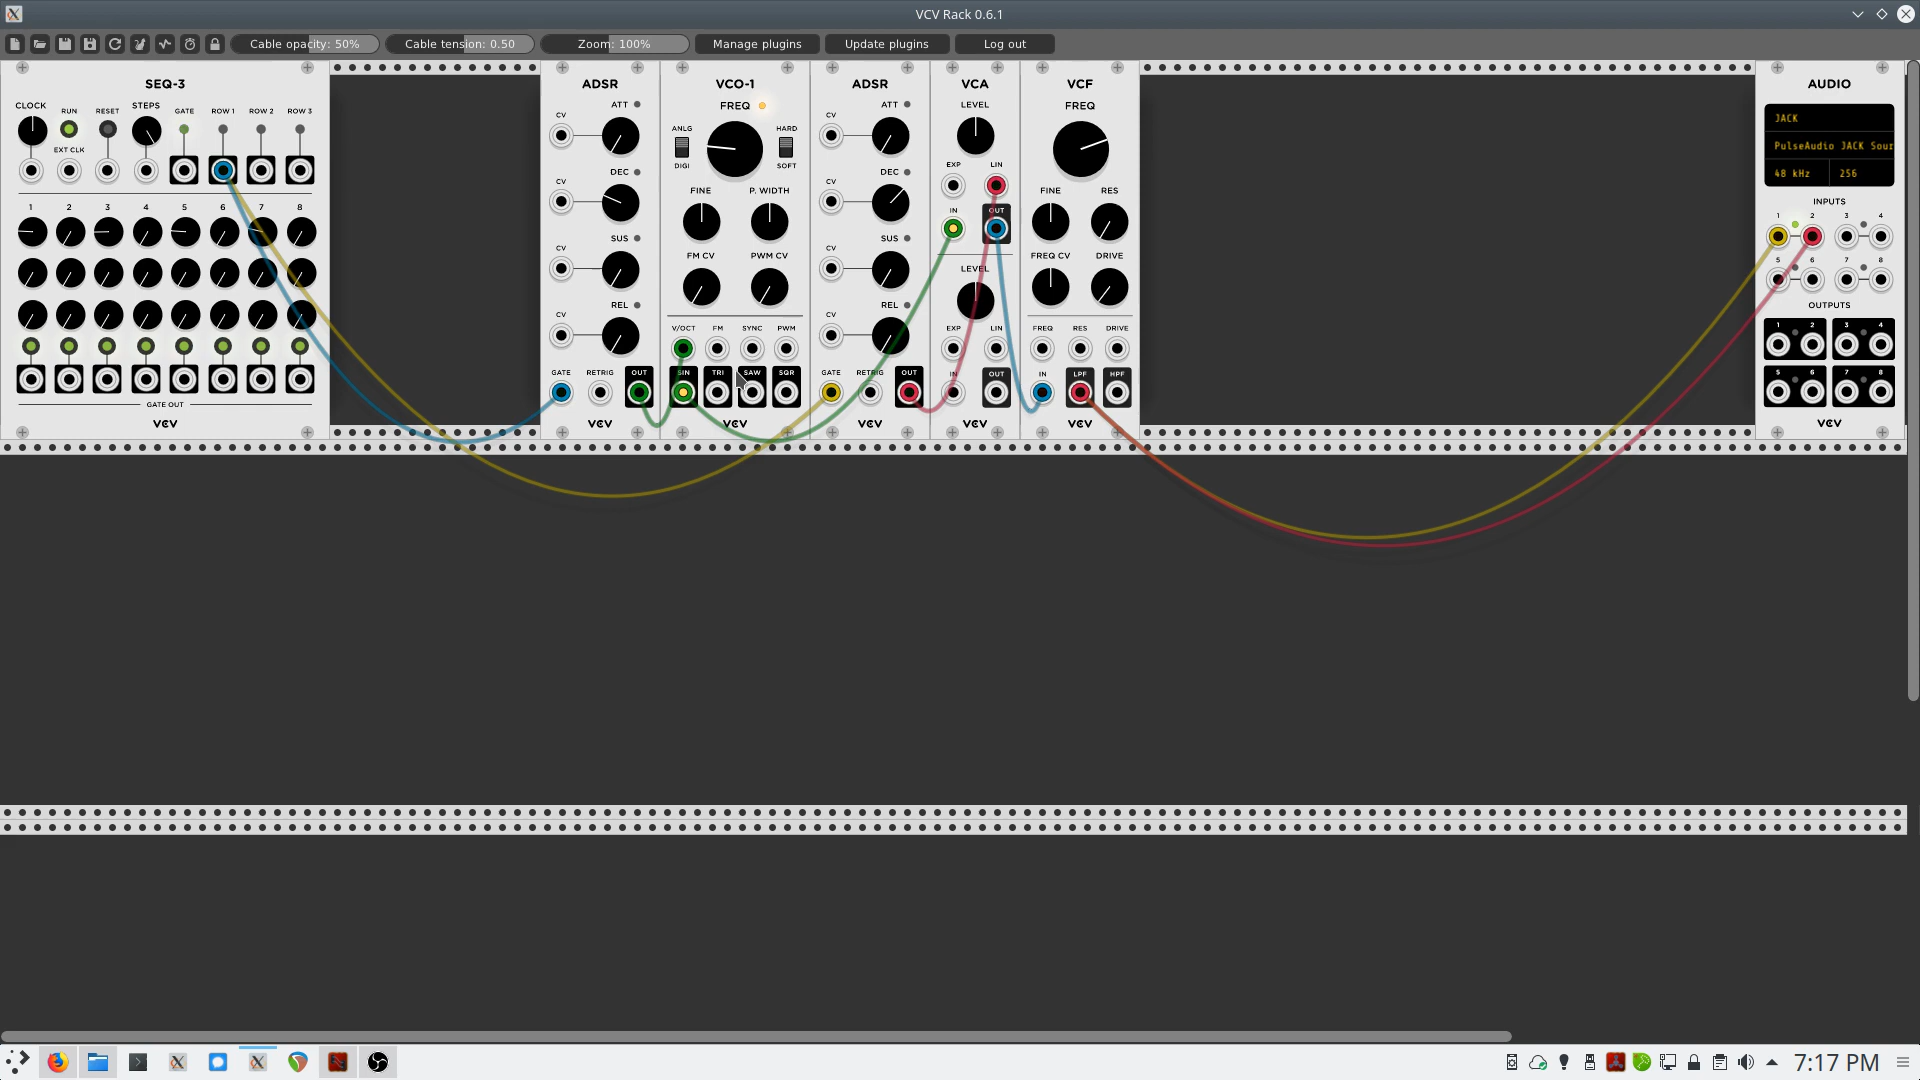 VCV Rack 0.6.1
Cable opacity: 50% Cable tension: 0.50 Zoom: 100% Manage plugins Update plugins Log out
SEQ-3
CLOCK RUN RESET STEPS GATE ROW 1 ROW 2 ROW 3
EXT CLK
1 2 3 4 5 6 7 8
GATE OUT
VCV
ADSR
ATT
CV
DEC
CV
SUS
CV
REL
CV
GATE RETRIG OUT
VCV
VCO-1
FREQ
ANLG HARD
DIGI SOFT
FINE P. WIDTH
FM CV PWM CV
V/OCT FM SYNC PWM
SIN TRI SAW SQR
VCV
ADSR
ATT
CV
DEC
CV
SUS
CV
REL
CV
GATE RETRIG OUT
VCV
VCA
LEVEL
EXP LIN
IN OUT
LEVEL
EXP LIN
IN OUT
VCV
VCF
FREQ
FINE RES
FREQ CV DRIVE
FREQ RES DRIVE
IN LPF HPF
VCV
AUDIO
JACK
PulseAudio JACK Sour
48 kHz 256
INPUTS
1 2 3 4
5 6 7 8
OUTPUTS
1 2 3 4
5 6 7 8
VCV
7:17 PM